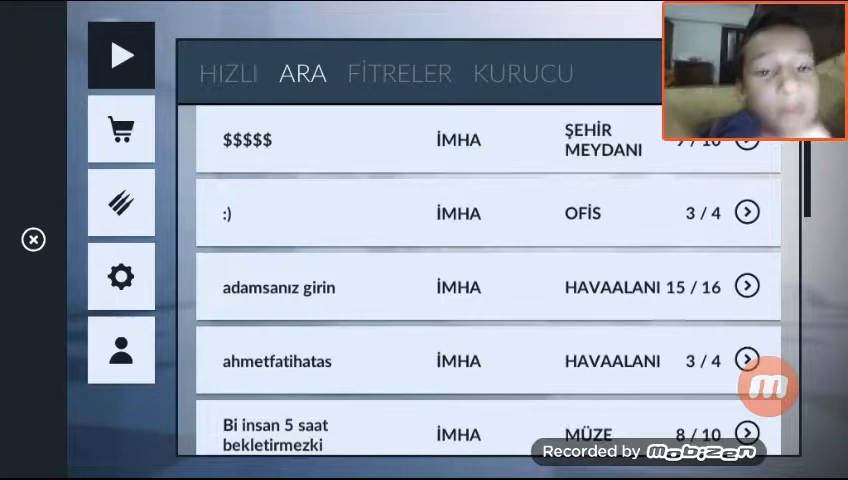 HIZLI ARA FİTRELER KURUCU
$$$$$ İMHA ŞEHİR MEYDANI
:) İMHA OFİS 3 / 4
adamsanız girin İMHA HAVAALANI 15 / 16
ahmetfatihatas İMHA HAVAALANI 3 / 4
Bi insan 5 saat
bekletirmezki İMHA MÜZE 8 / 10
Recorded by MOBIZEN